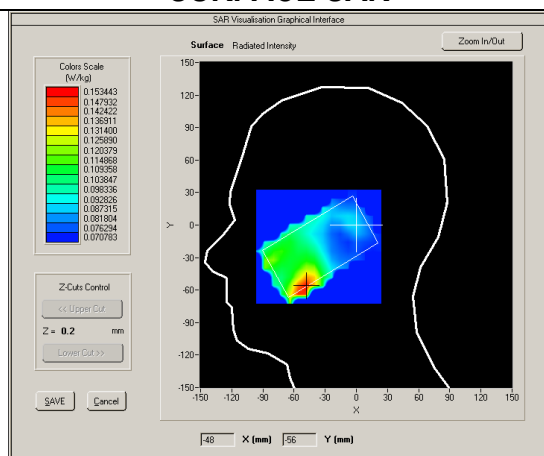 SURFACE SAR
SAR Visualisation Graphical Interface
Surface Radiated Intensity
Zoom In/Out
Colors Scale
(W/kg)
0.153443
0.147932
0.142422
0.136911
0.131400
0.125890
0.120379
0.114868
0.109358
0.103847
0.098336
0.092826
0.087315
0.081804
0.076294
0.070783
Z-Cuts Control
<< Upper Cut
Z = 0.2 mm
Lower Cut >>
SAVE Cancel
150
120
90
60
30
0
-30
-60
-90
-120
-150
Y
-150 -120 -90 -60 -30 0 30 60 90 120 150
X
-48 X (mm) -56 Y (mm)